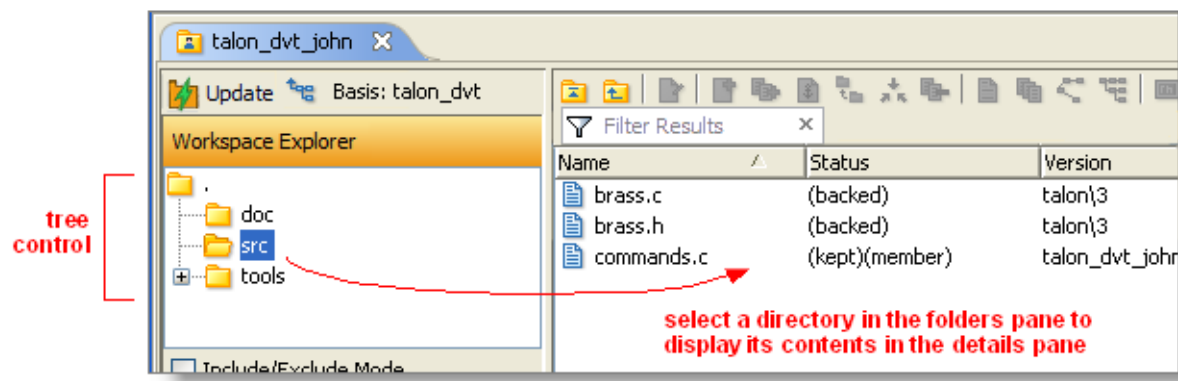 talon_dvt_john
Update Basis: talon_dvt
Filter Results
Workspace Explorer
Name Status Version
.
doc
src
tools
brass.c (backed) talon\3
brass.h (backed) talon\3
commands.c (kept)(member) talon_dvt_john
tree
control
select a directory in the folders pane to
display its contents in the details pane
Include/Exclude Mode